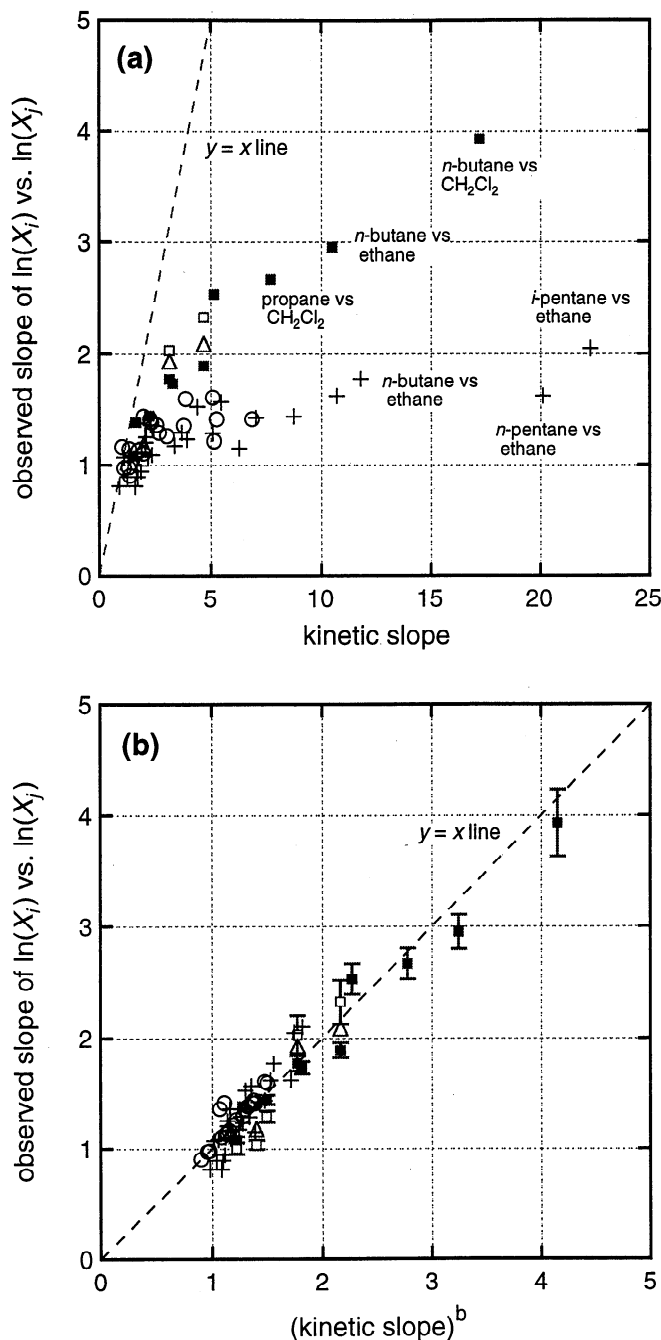 5
(a)
y = x line
4
n-butane vs
CH₂Cl₂
3
n-butane vs
ethane
propane vs
CH₂Cl₂
i-pentane vs
ethane
2
n-butane vs
ethane
n-pentane vs
ethane
1
0
0 5 10 15 20 25
kinetic slope
observed slope of ln(Xᵢ) vs. ln(Xⱼ)
5
(b)
y = x line
4
3
2
1
0
0 1 2 3 4 5
(kinetic slope)ᵇ
observed slope of ln(Xᵢ) vs. ln(Xⱼ)